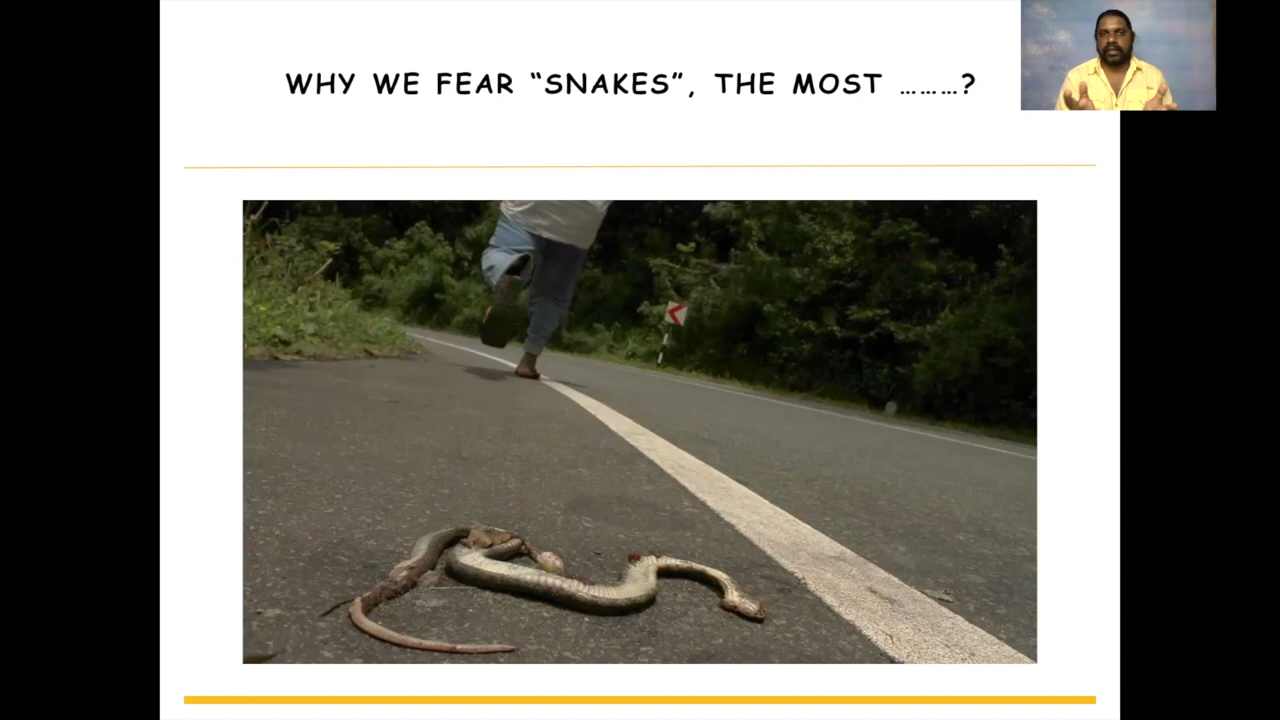 WHY WE FEAR “SNAKES”, THE MOST ………?